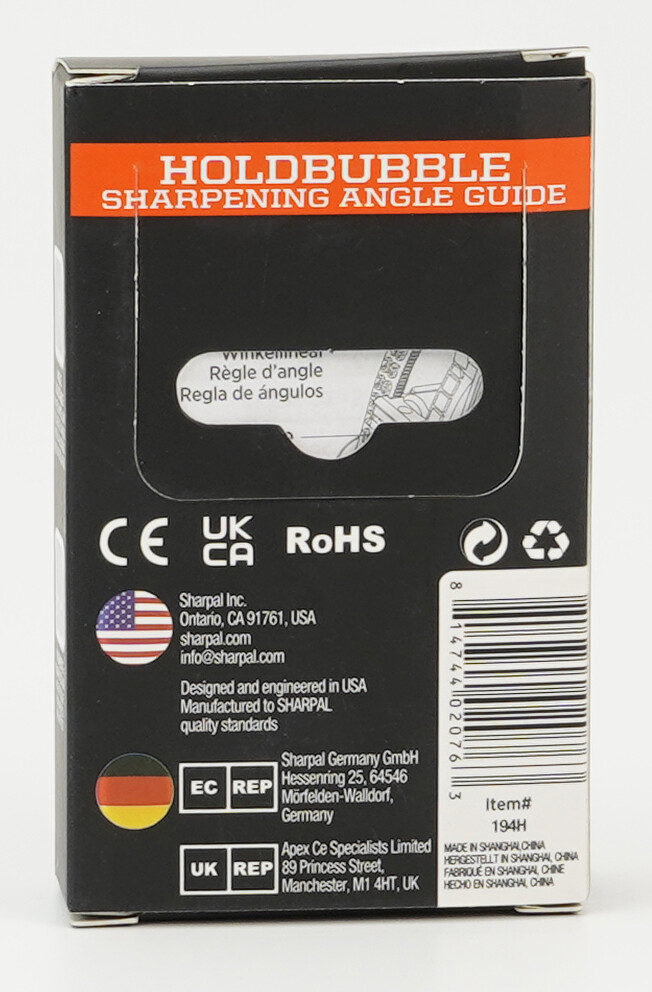 HOLDBUBBLE
SHARPENING ANGLE GUIDE
Winkellineal
Règle d'angle
Regla de ángulos
CE UK CA RoHS
Sharpal Inc.
Ontario, CA 91761, USA
sharpal.com
info@sharpal.com
Designed and engineered in USA
Manufactured to SHARPAL
quality standards
EC REP
Sharpal Germany GmbH
Hessenring 25, 64546
Mörfelden-Walldorf,
Germany
UK REP
Apex Ce Specialists Limited
89 Princess Street,
Manchester, M1 4HT, UK
8 14744 02076 3
Item#
194H
MADE IN SHANGHAI,CHINA
HERGESTELLT IN SHANGHAI, CHINA
FABRIQUÉ EN SHANGHAI, CHINE
HECHO EN SHANGHAI, CHINA